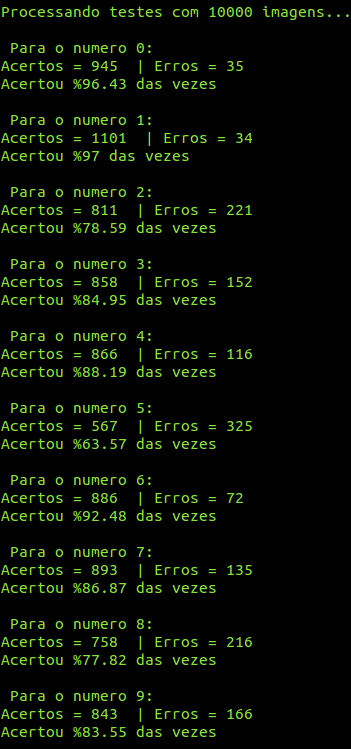 Processando testes com 10000 imagens...
Para o numero 0:
Acertos = 945 | Erros = 35
Acertou %96.43 das vezes
Para o numero 1:
Acertos = 1101 | Erros = 34
Acertou %97 das vezes
Para o numero 2:
Acertos = 811 | Erros = 221
Acertou %78.59 das vezes
Para o numero 3:
Acertos = 858 | Erros = 152
Acertou %84.95 das vezes
Para o numero 4:
Acertos = 866 | Erros = 116
Acertou %88.19 das vezes
Para o numero 5:
Acertos = 567 | Erros = 325
Acertou %63.57 das vezes
Para o numero 6:
Acertos = 886 | Erros = 72
Acertou %92.48 das vezes
Para o numero 7:
Acertos = 893 | Erros = 135
Acertou %86.87 das vezes
Para o numero 8:
Acertos = 758 | Erros = 216
Acertou %77.82 das vezes
Para o numero 9:
Acertos = 843 | Erros = 166
Acertou %83.55 das vezes